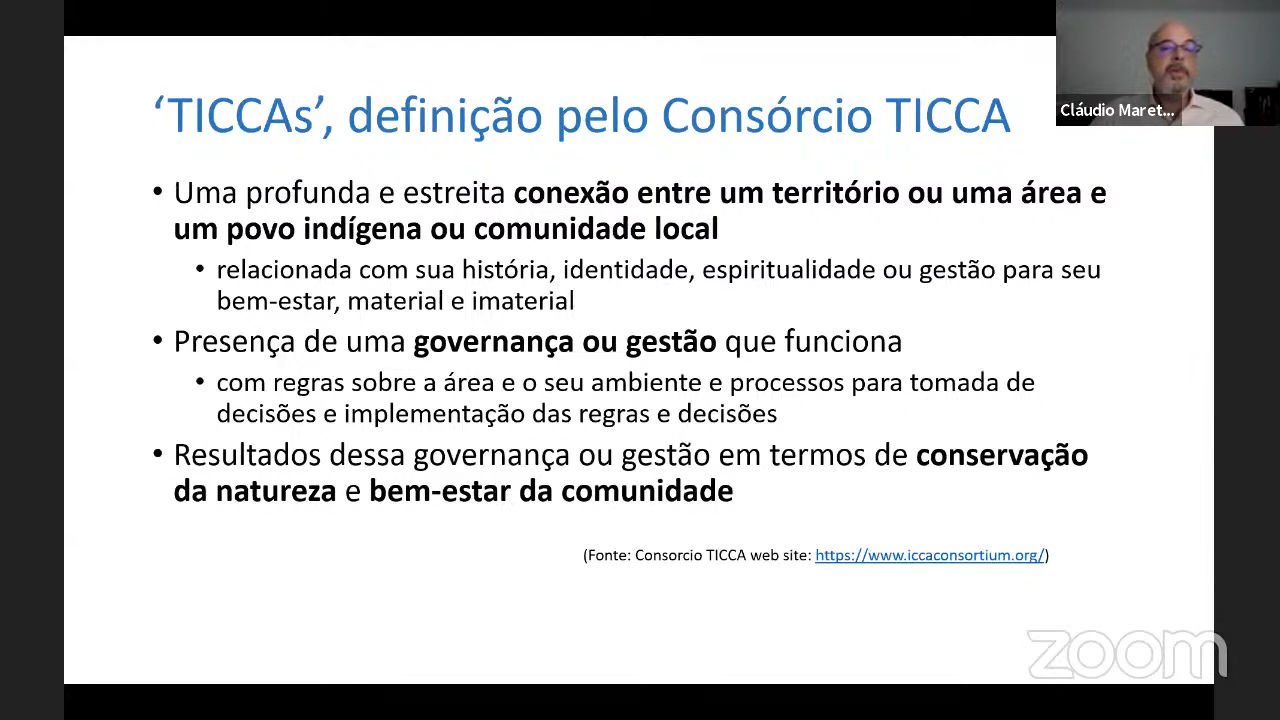 ‘TICCAs’, definição pelo Consórcio TICCA
Cláudio Maret...
• Uma profunda e estreita conexão entre um território ou uma área e
um povo indígena ou comunidade local
• relacionada com sua história, identidade, espiritualidade ou gestão para seu
bem-estar, material e imaterial
• Presença de uma governança ou gestão que funciona
• com regras sobre a área e o seu ambiente e processos para tomada de
decisões e implementação das regras e decisões
• Resultados dessa governança ou gestão em termos de conservação
da natureza e bem-estar da comunidade
(Fonte: Consorcio TICCA web site: https://www.iccaconsortium.org/)
zoom